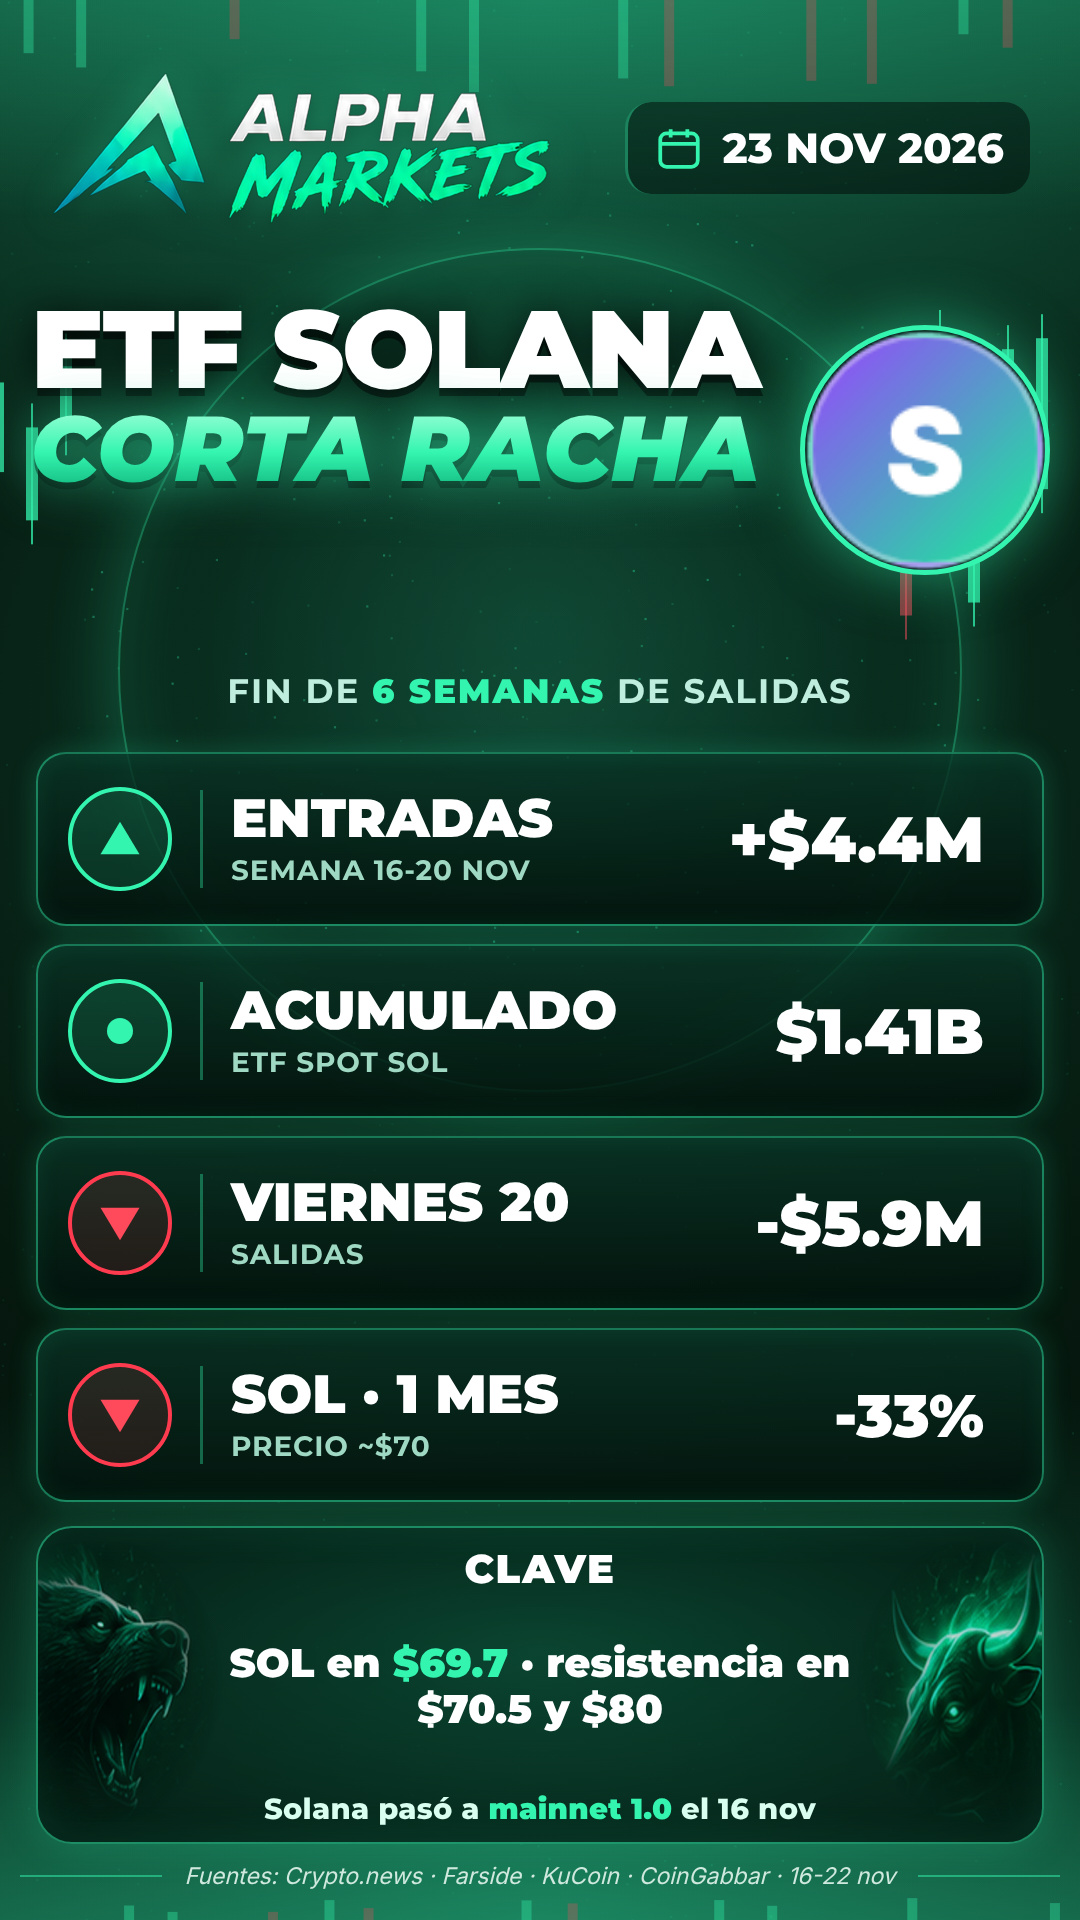 ALPHA
MARKETS
23 NOV 2026
ETF SOLANA
CORTA RACHA
S
FIN DE 6 SEMANAS DE SALIDAS
ENTRADAS
SEMANA 16-20 NOV
+$4.4M
ACUMULADO
ETF SPOT SOL
$1.41B
VIERNES 20
SALIDAS
-$5.9M
SOL • 1 MES
PRECIO ~$70
-33%
CLAVE
SOL en $69.7 • resistencia en
$70.5 y $80
Solana pasó a mainnet 1.0 el 16 nov
Fuentes: Crypto.news · Farside · KuCoin · CoinGabbar · 16-22 nov